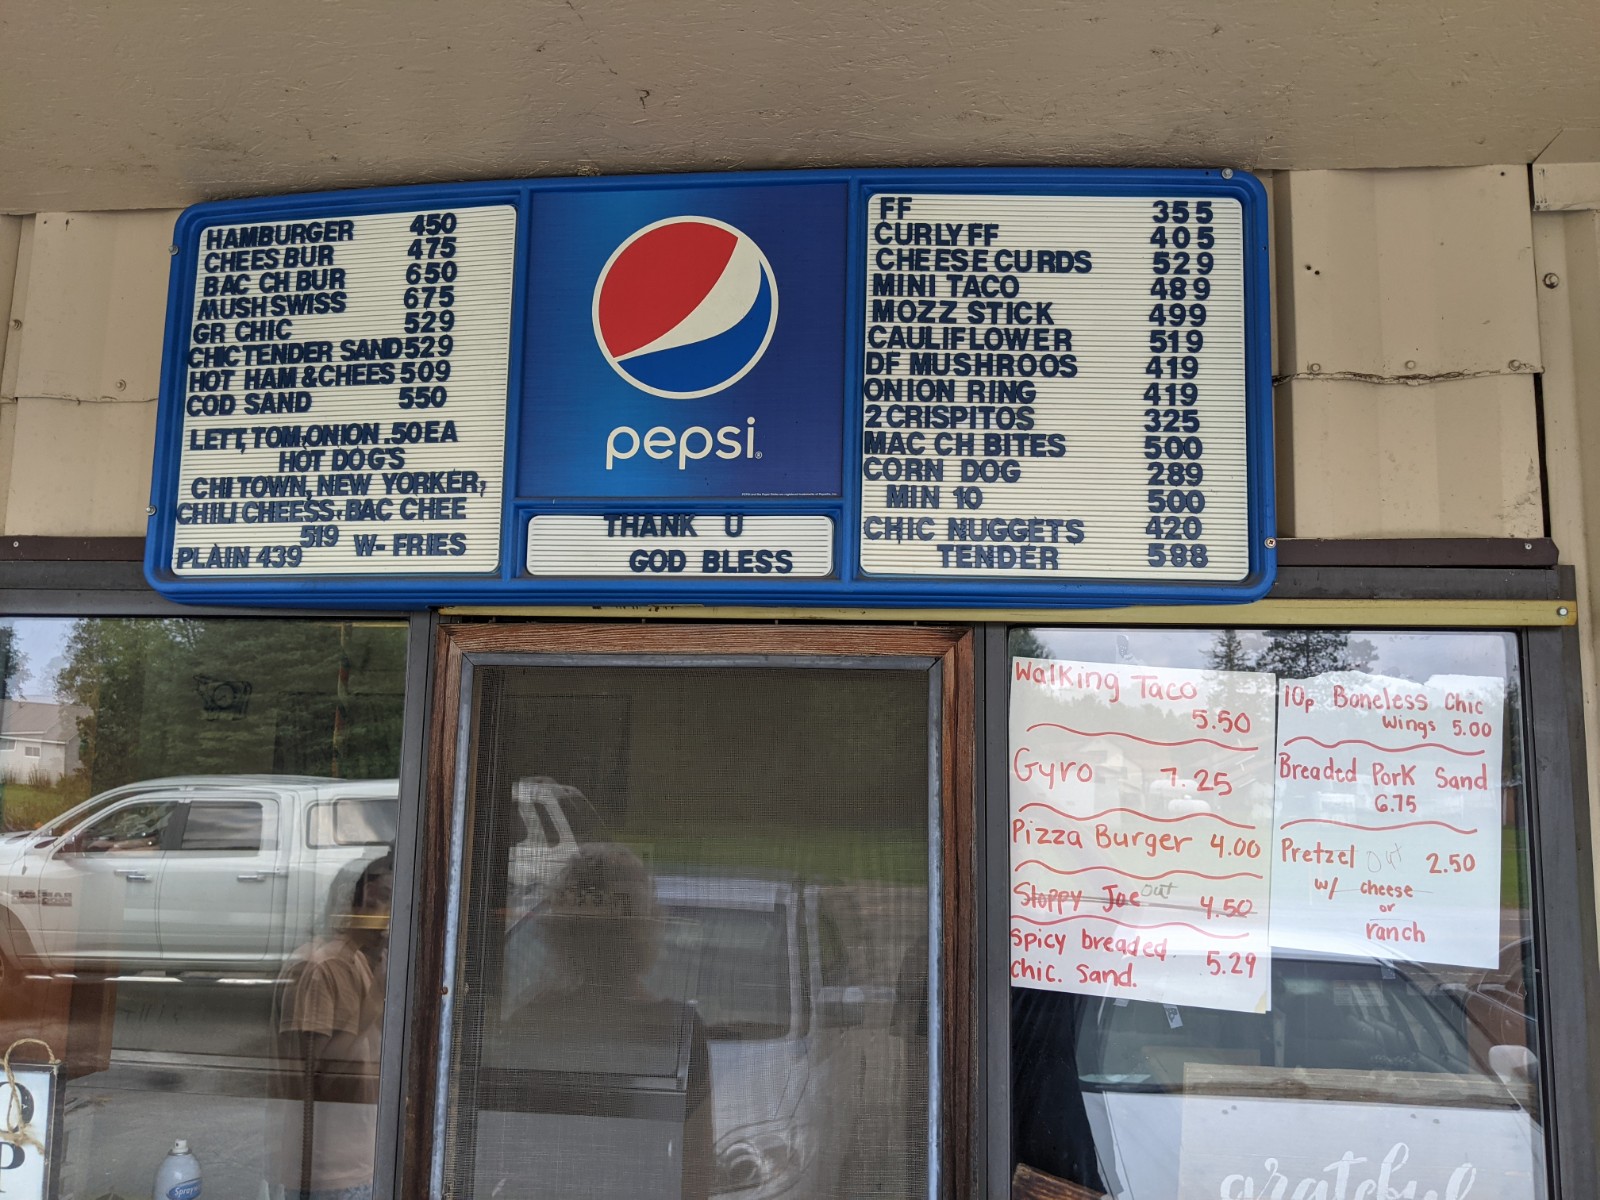 HAMBURGER 450
CHEES BUR 475
BAC CH BUR 650
MUSH SWISS 675
GR CHIC 529
CHIC TENDER SAND 529
HOT HAM & CHEES 509
COD SAND 550
LETT, TOM, ONION .50 EA
HOT DOG'S
CHI TOWN, NEW YORKER,
CHILI CHEESS, BAC CHEE
519 W- FRIES
PLAIN 439
pepsi
THANK U
GOD BLESS
FF 355
CURLY FF 405
CHEESE CURDS 529
MINI TACO 489
MOZZ STICK 499
CAULIFLOWER 519
DF MUSHROOS 419
ONION RING 419
2 CRISPITOS 325
MAC CH BITES 500
CORN DOG 289
MIN 10 500
CHIC NUGGETS 420
TENDER 588
Walking Taco
5.50
Gyro 7.25
Pizza Burger 4.00
Sloppy Joe out 4.50
Spicy breaded
chic. Sand. 5.29
10p Boneless Chic
Wings 5.00
Breaded Pork Sand
6.75
Pretzel out 2.50
w/ cheese
or
ranch
grateful
Spray